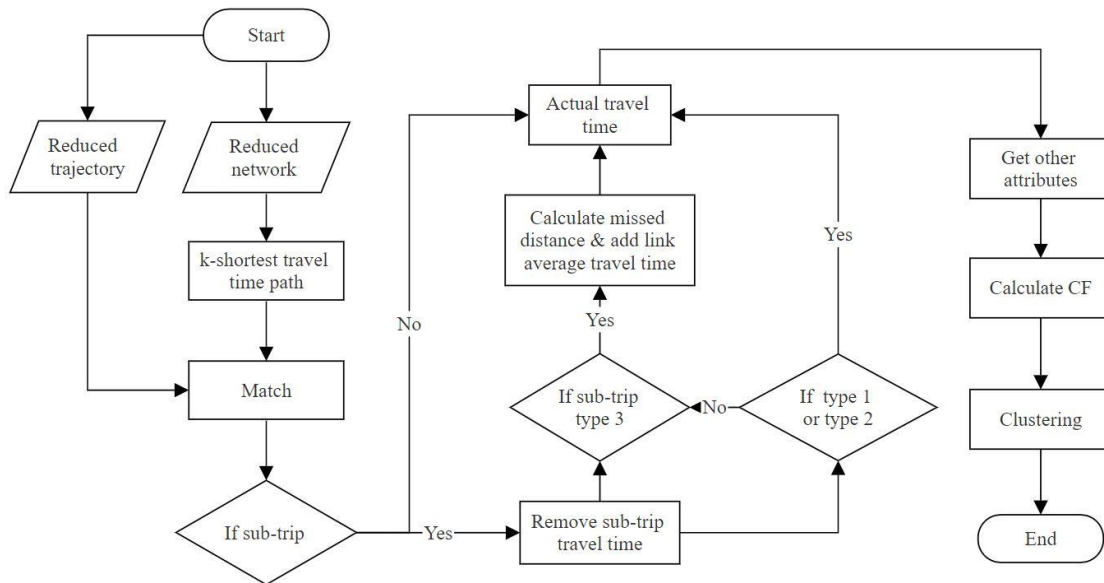 Start
Reduced
trajectory
Reduced
network
k-shortest travel
time path
Match
If sub-trip
No
Yes
Remove sub-trip
travel time
If sub-trip
type 3
No
If type 1
or type 2
Yes
Calculate missed
distance & add link
average travel time
Yes
Actual travel
time
Get other
attributes
Calculate CF
Clustering
End